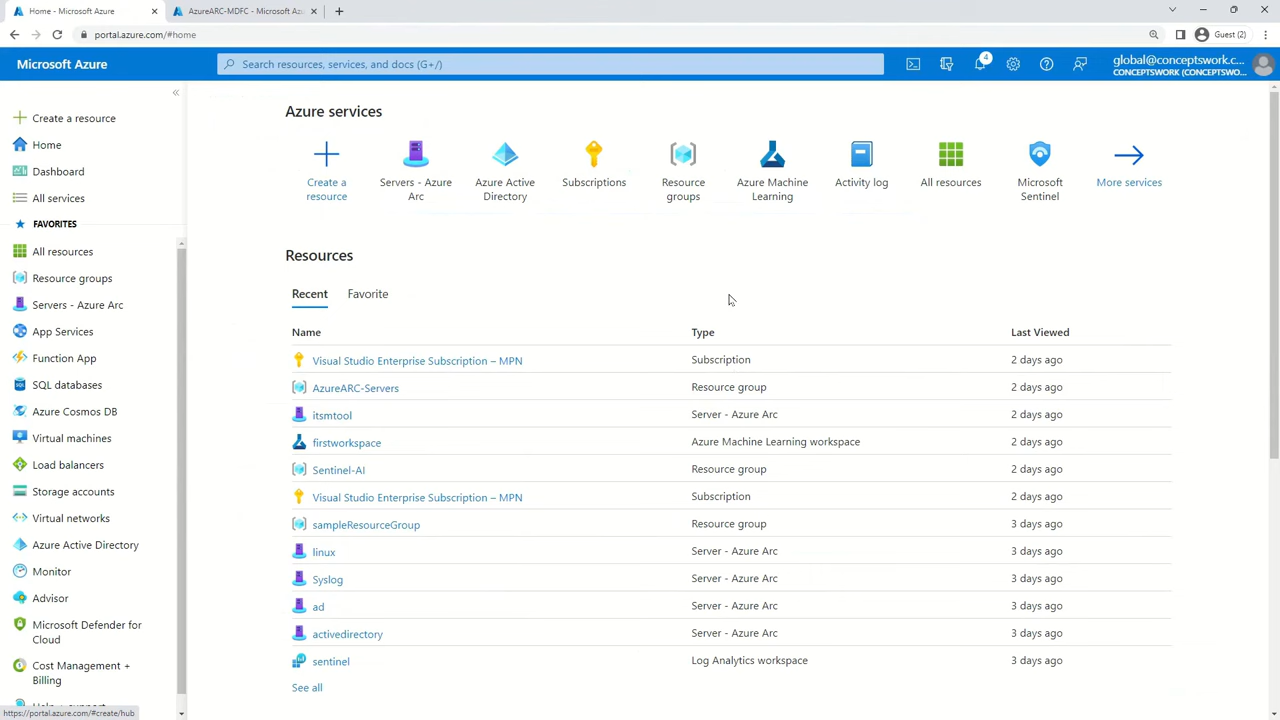 Home - Microsoft Azure
AzureARC-MDFC - Microsoft Az
portal.azure.com/#home
Guest (2)
Microsoft Azure
Search resources, services, and docs (G+/)
4
global@conceptswork.c...
CONCEPTSWORK (CONCEPTSWO...
Create a resource
Home
Dashboard
All services
FAVORITES
All resources
Resource groups
Servers - Azure Arc
App Services
Function App
SQL databases
Azure Cosmos DB
Virtual machines
Load balancers
Storage accounts
Virtual networks
Azure Active Directory
Monitor
Advisor
Microsoft Defender for
Cloud
Cost Management +
Billing
Help + support
https://portal.azure.com/#create/hub
Azure services
Create a
resource
Servers - Azure
Arc
Azure Active
Directory
Subscriptions
Resource
groups
Azure Machine
Learning
Activity log
All resources
Microsoft
Sentinel
More services
Resources
Recent Favorite
Name Type Last Viewed
Visual Studio Enterprise Subscription – MPN Subscription 2 days ago
AzureARC-Servers Resource group 2 days ago
itsmtool Server - Azure Arc 2 days ago
firstworkspace Azure Machine Learning workspace 2 days ago
Sentinel-AI Resource group 2 days ago
Visual Studio Enterprise Subscription – MPN Subscription 2 days ago
sampleResourceGroup Resource group 3 days ago
linux Server - Azure Arc 3 days ago
Syslog Server - Azure Arc 3 days ago
ad Server - Azure Arc 3 days ago
activedirectory Server - Azure Arc 3 days ago
sentinel Log Analytics workspace 3 days ago
See all